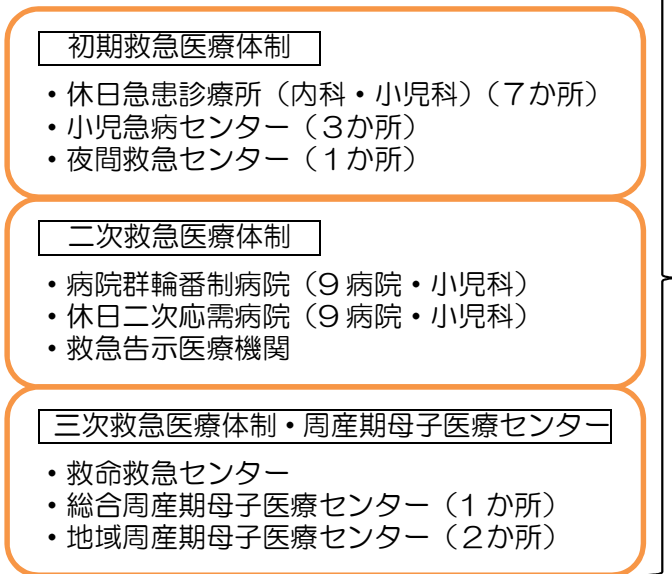 初期救急医療体制
・休日急患診療所（内科・小児科）（７か所）
・小児急病センター（３か所）
・夜間救急センター（１か所）
二次救急医療体制
・病院群輪番制病院（９病院・小児科）
・休日二次応需病院（９病院・小児科）
・救急告示医療機関
三次救急医療体制・周産期母子医療センター
・救命救急センター
・総合周産期母子医療センター（１か所）
・地域周産期母子医療センター（２か所）